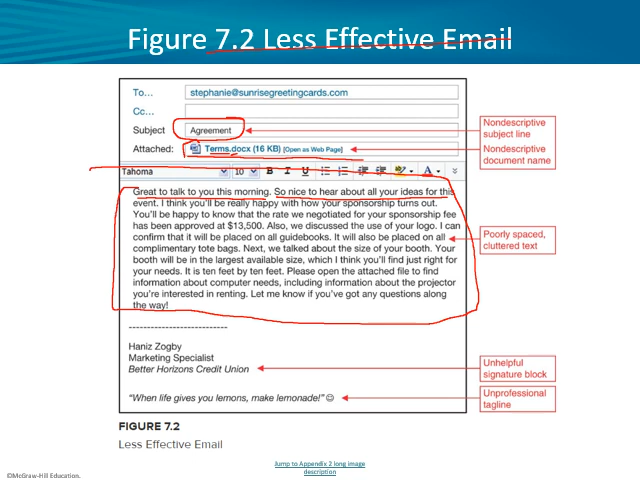 Figure 7.2 Less Effective Email
To...
stephanie@sunrisegreetingcards.com
Cc...
Subject
Agreement
Nondescriptive
subject line
Attached:
Terms.docx (16 KB) [Open as Web Page]
Nondescriptive
document name
Tahoma 10 B I U A
Great to talk to you this morning. So nice to hear about all your ideas for this
event. I think you'll be really happy with how your sponsorship turns out.
You'll be happy to know that the rate we negotiated for your sponsorship fee
has been approved at $13,500. Also, we discussed the use of your logo. I can
confirm that it will be placed on all guidebooks. It will also be placed on all
complimentary tote bags. Next, we talked about the size of your booth. Your
booth will be in the largest available size, which I think you'll find just right for
your needs. It is ten feet by ten feet. Please open the attached file to find
information about computer needs, including information about the projector
you're interested in renting. Let me know if you've got any questions along
the way!
Poorly spaced,
cluttered text
---------------------------
Haniz Zogby
Marketing Specialist
Better Horizons Credit Union
Unhelpful
signature block
"When life gives you lemons, make lemonade!"☺
Unprofessional
tagline
FIGURE 7.2
Less Effective Email
Jump to Appendix 2 long image
description
©McGraw-Hill Education.